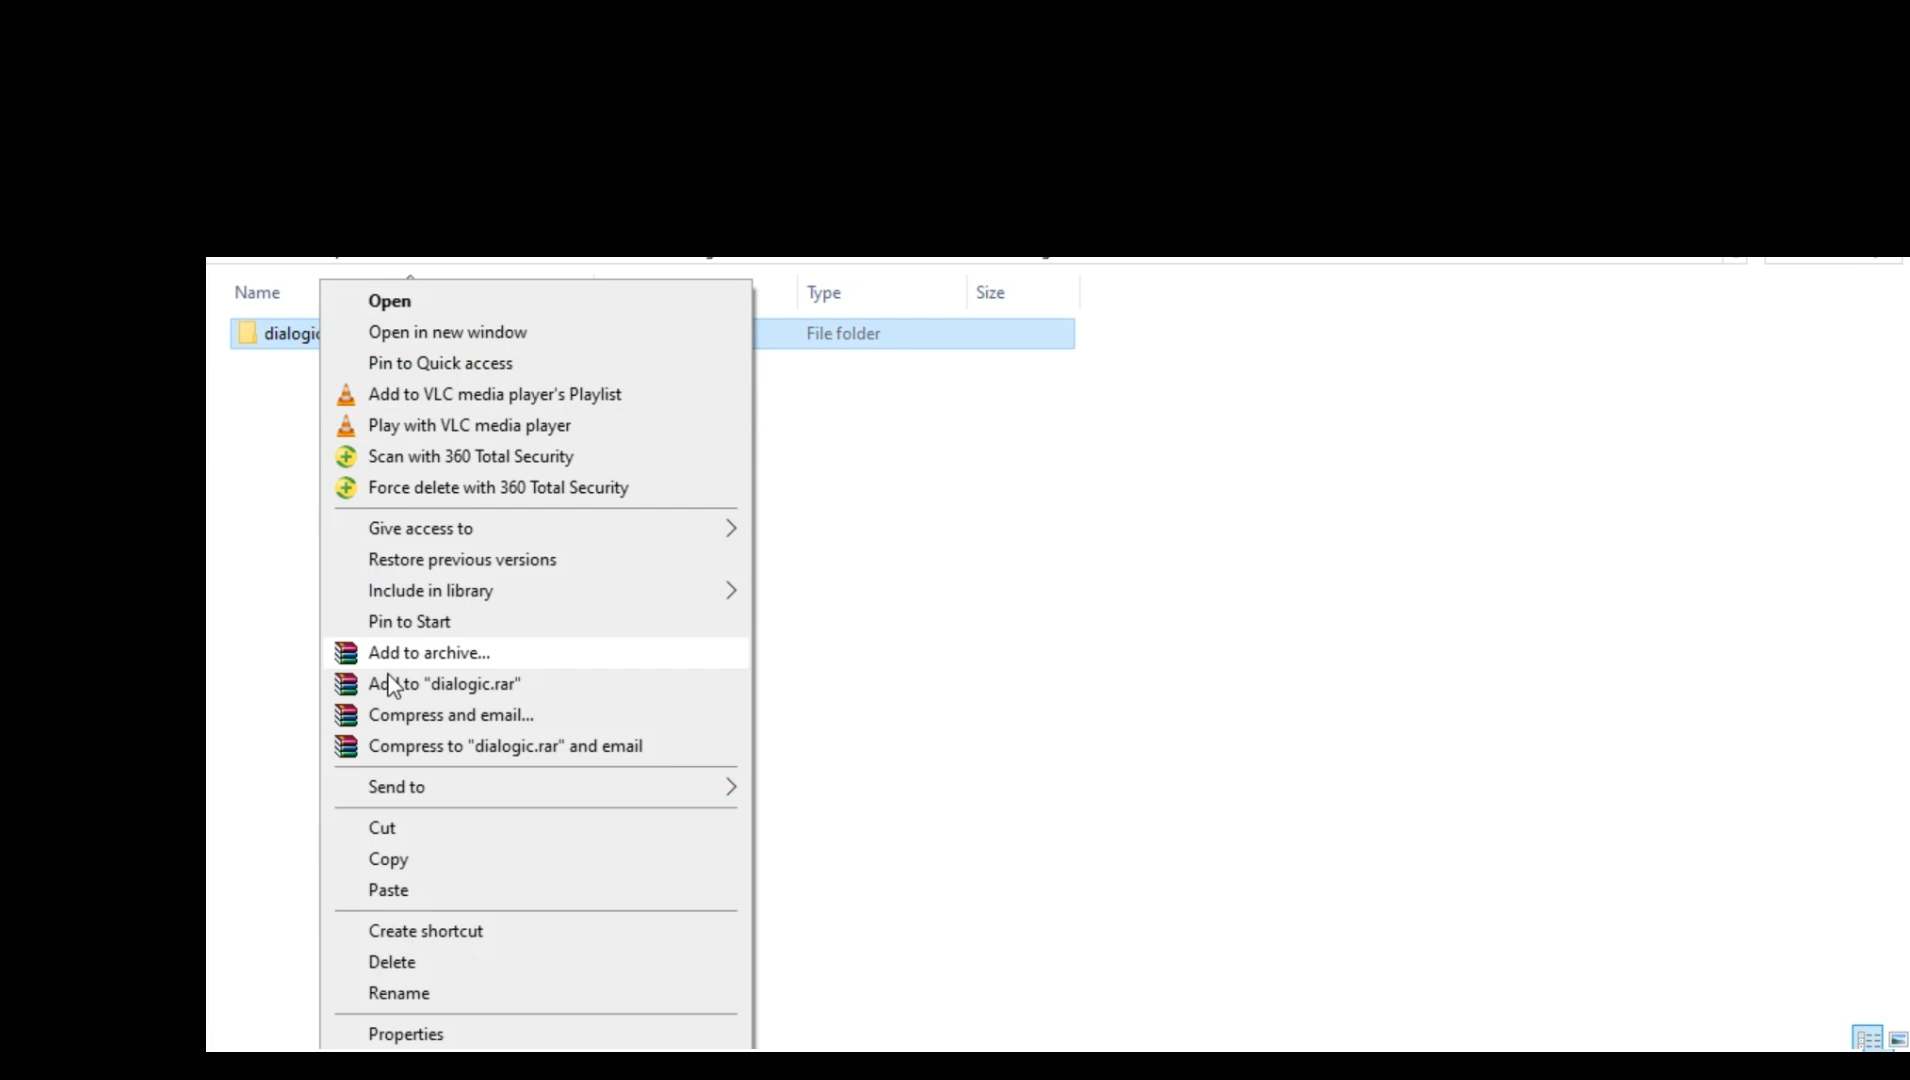 Name
Type
Size
dialogic
File folder
Open
Open in new window
Pin to Quick access
Add to VLC media player's Playlist
Play with VLC media player
Scan with 360 Total Security
Force delete with 360 Total Security
Give access to
Restore previous versions
Include in library
Pin to Start
Add to archive...
Add to "dialogic.rar"
Compress and email...
Compress to "dialogic.rar" and email
Send to
Cut
Copy
Paste
Create shortcut
Delete
Rename
Properties